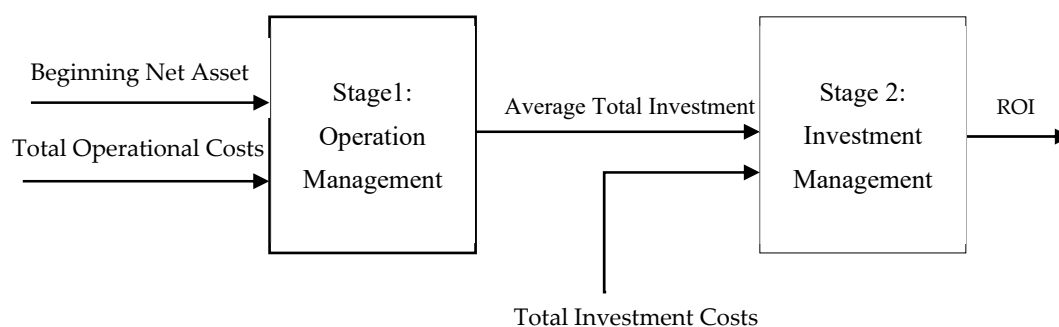 Beginning Net Asset
Total Operational Costs
Stage1:
Operation
Management
Average Total Investment
Total Investment Costs
Stage 2:
Investment
Management
ROI